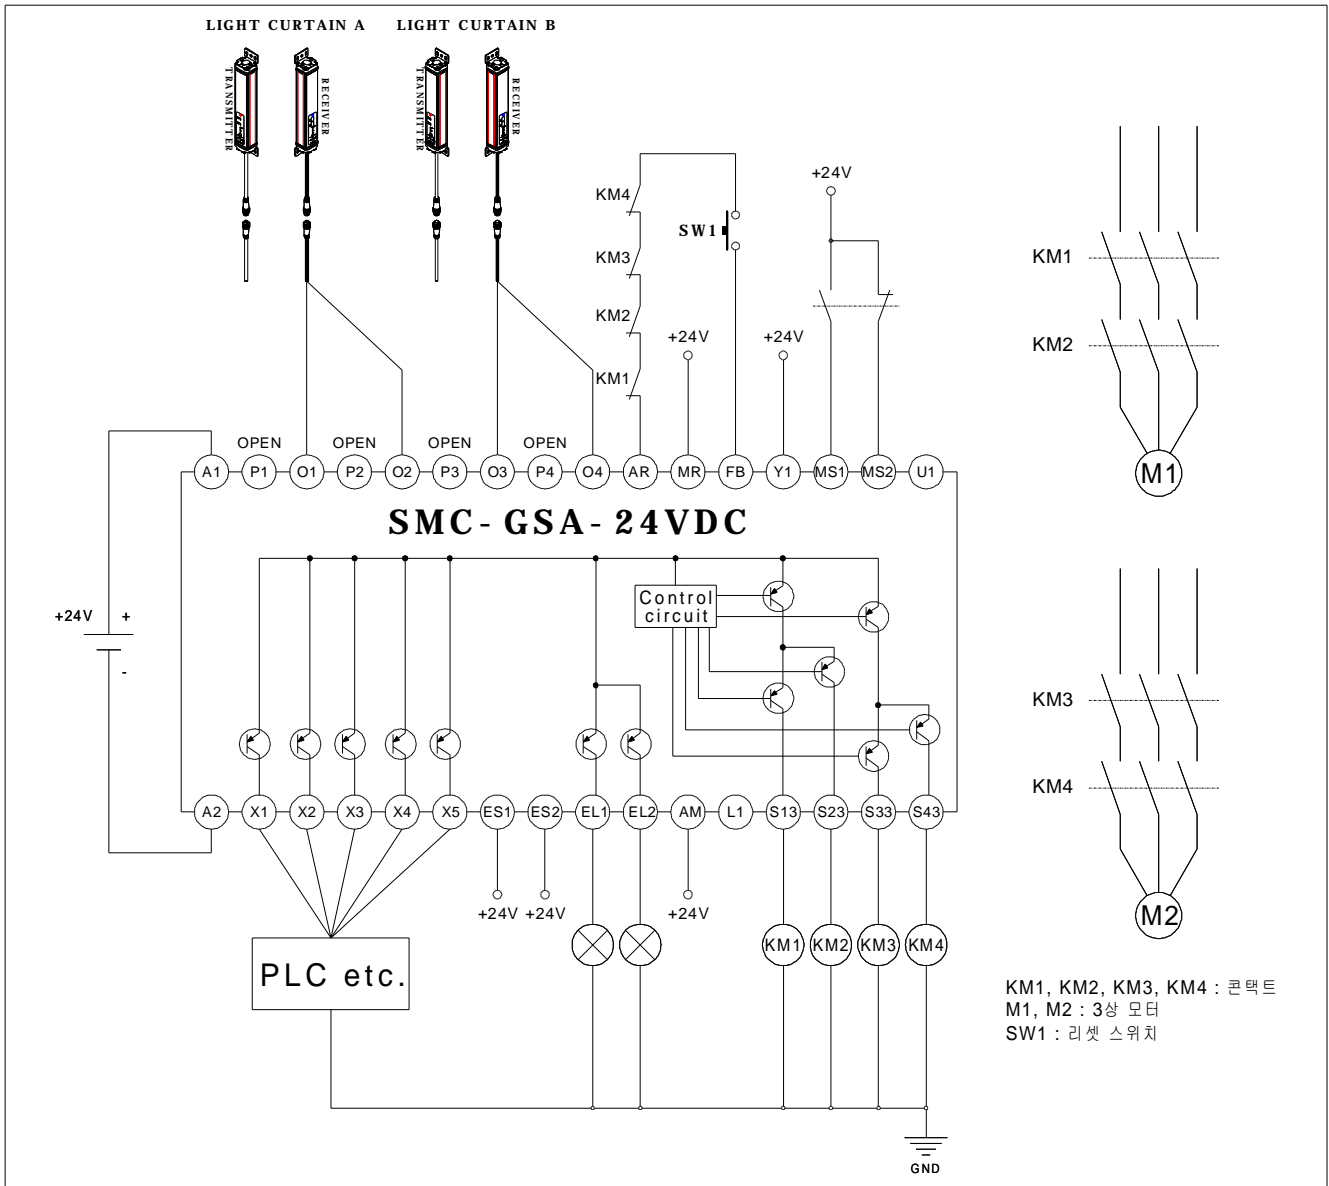 LIGHT CURTAIN A
LIGHT CURTAIN B
TRANSMITTER
RECEIVER
TRANSMITTER
RECEIVER
KM4
KM3
KM2
KM1
SW1
+24V
+24V
+24V
KM1
KM2
M1
OPEN
OPEN
OPEN
OPEN
A1 P1 O1 P2 O2 P3 O3 P4 O4 AR MR FB Y1 MS1 MS2 U1
SMC-GSA-24VDC
Control
circuit
+24V
+
-
KM3
KM4
M2
A2 X1 X2 X3 X4 X5 ES1 ES2 EL1 EL2 AM L1 S13 S23 S33 S43
+24V
+24V
+24V
PLC etc.
KM1
KM2
KM3
KM4
KM1, KM2, KM3, KM4 : 콘택트
M1, M2 : 3상 모터
SW1 : 리셋 스위치
GND